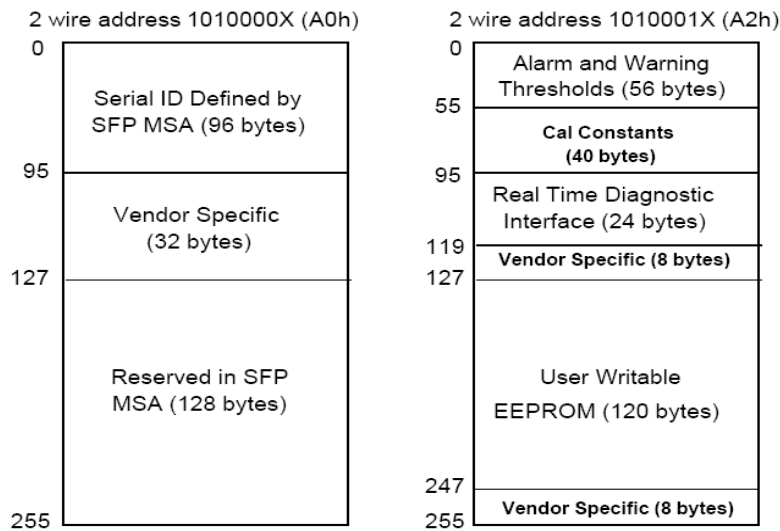 2 wire address 1010000X (A0h)
0
Serial ID Defined by
SFP MSA (96 bytes)
95
Vendor Specific
(32 bytes)
127
Reserved in SFP
MSA (128 bytes)
255
2 wire address 1010001X (A2h)
0
Alarm and Warning
Thresholds (56 bytes)
55
Cal Constants
(40 bytes)
95
Real Time Diagnostic
Interface (24 bytes)
119
Vendor Specific (8 bytes)
127
User Writable
EEPROM (120 bytes)
247
Vendor Specific (8 bytes)
255